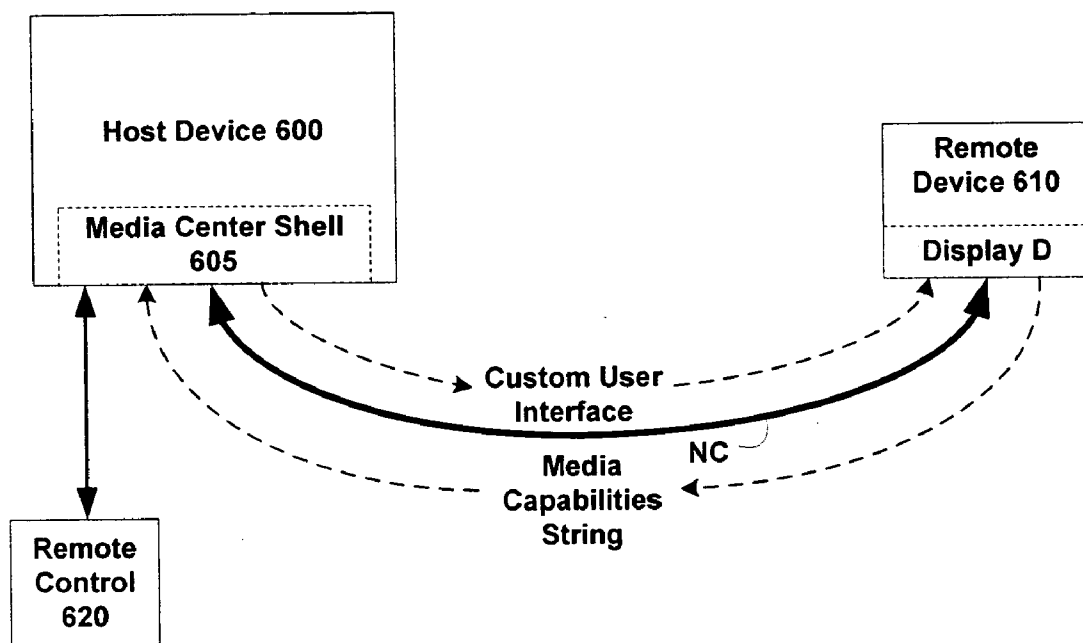 Host Device 600
Media Center Shell
605
Remote
Device 610
Display D
Custom User
Interface
NC
Media
Capabilities
String
Remote
Control
620